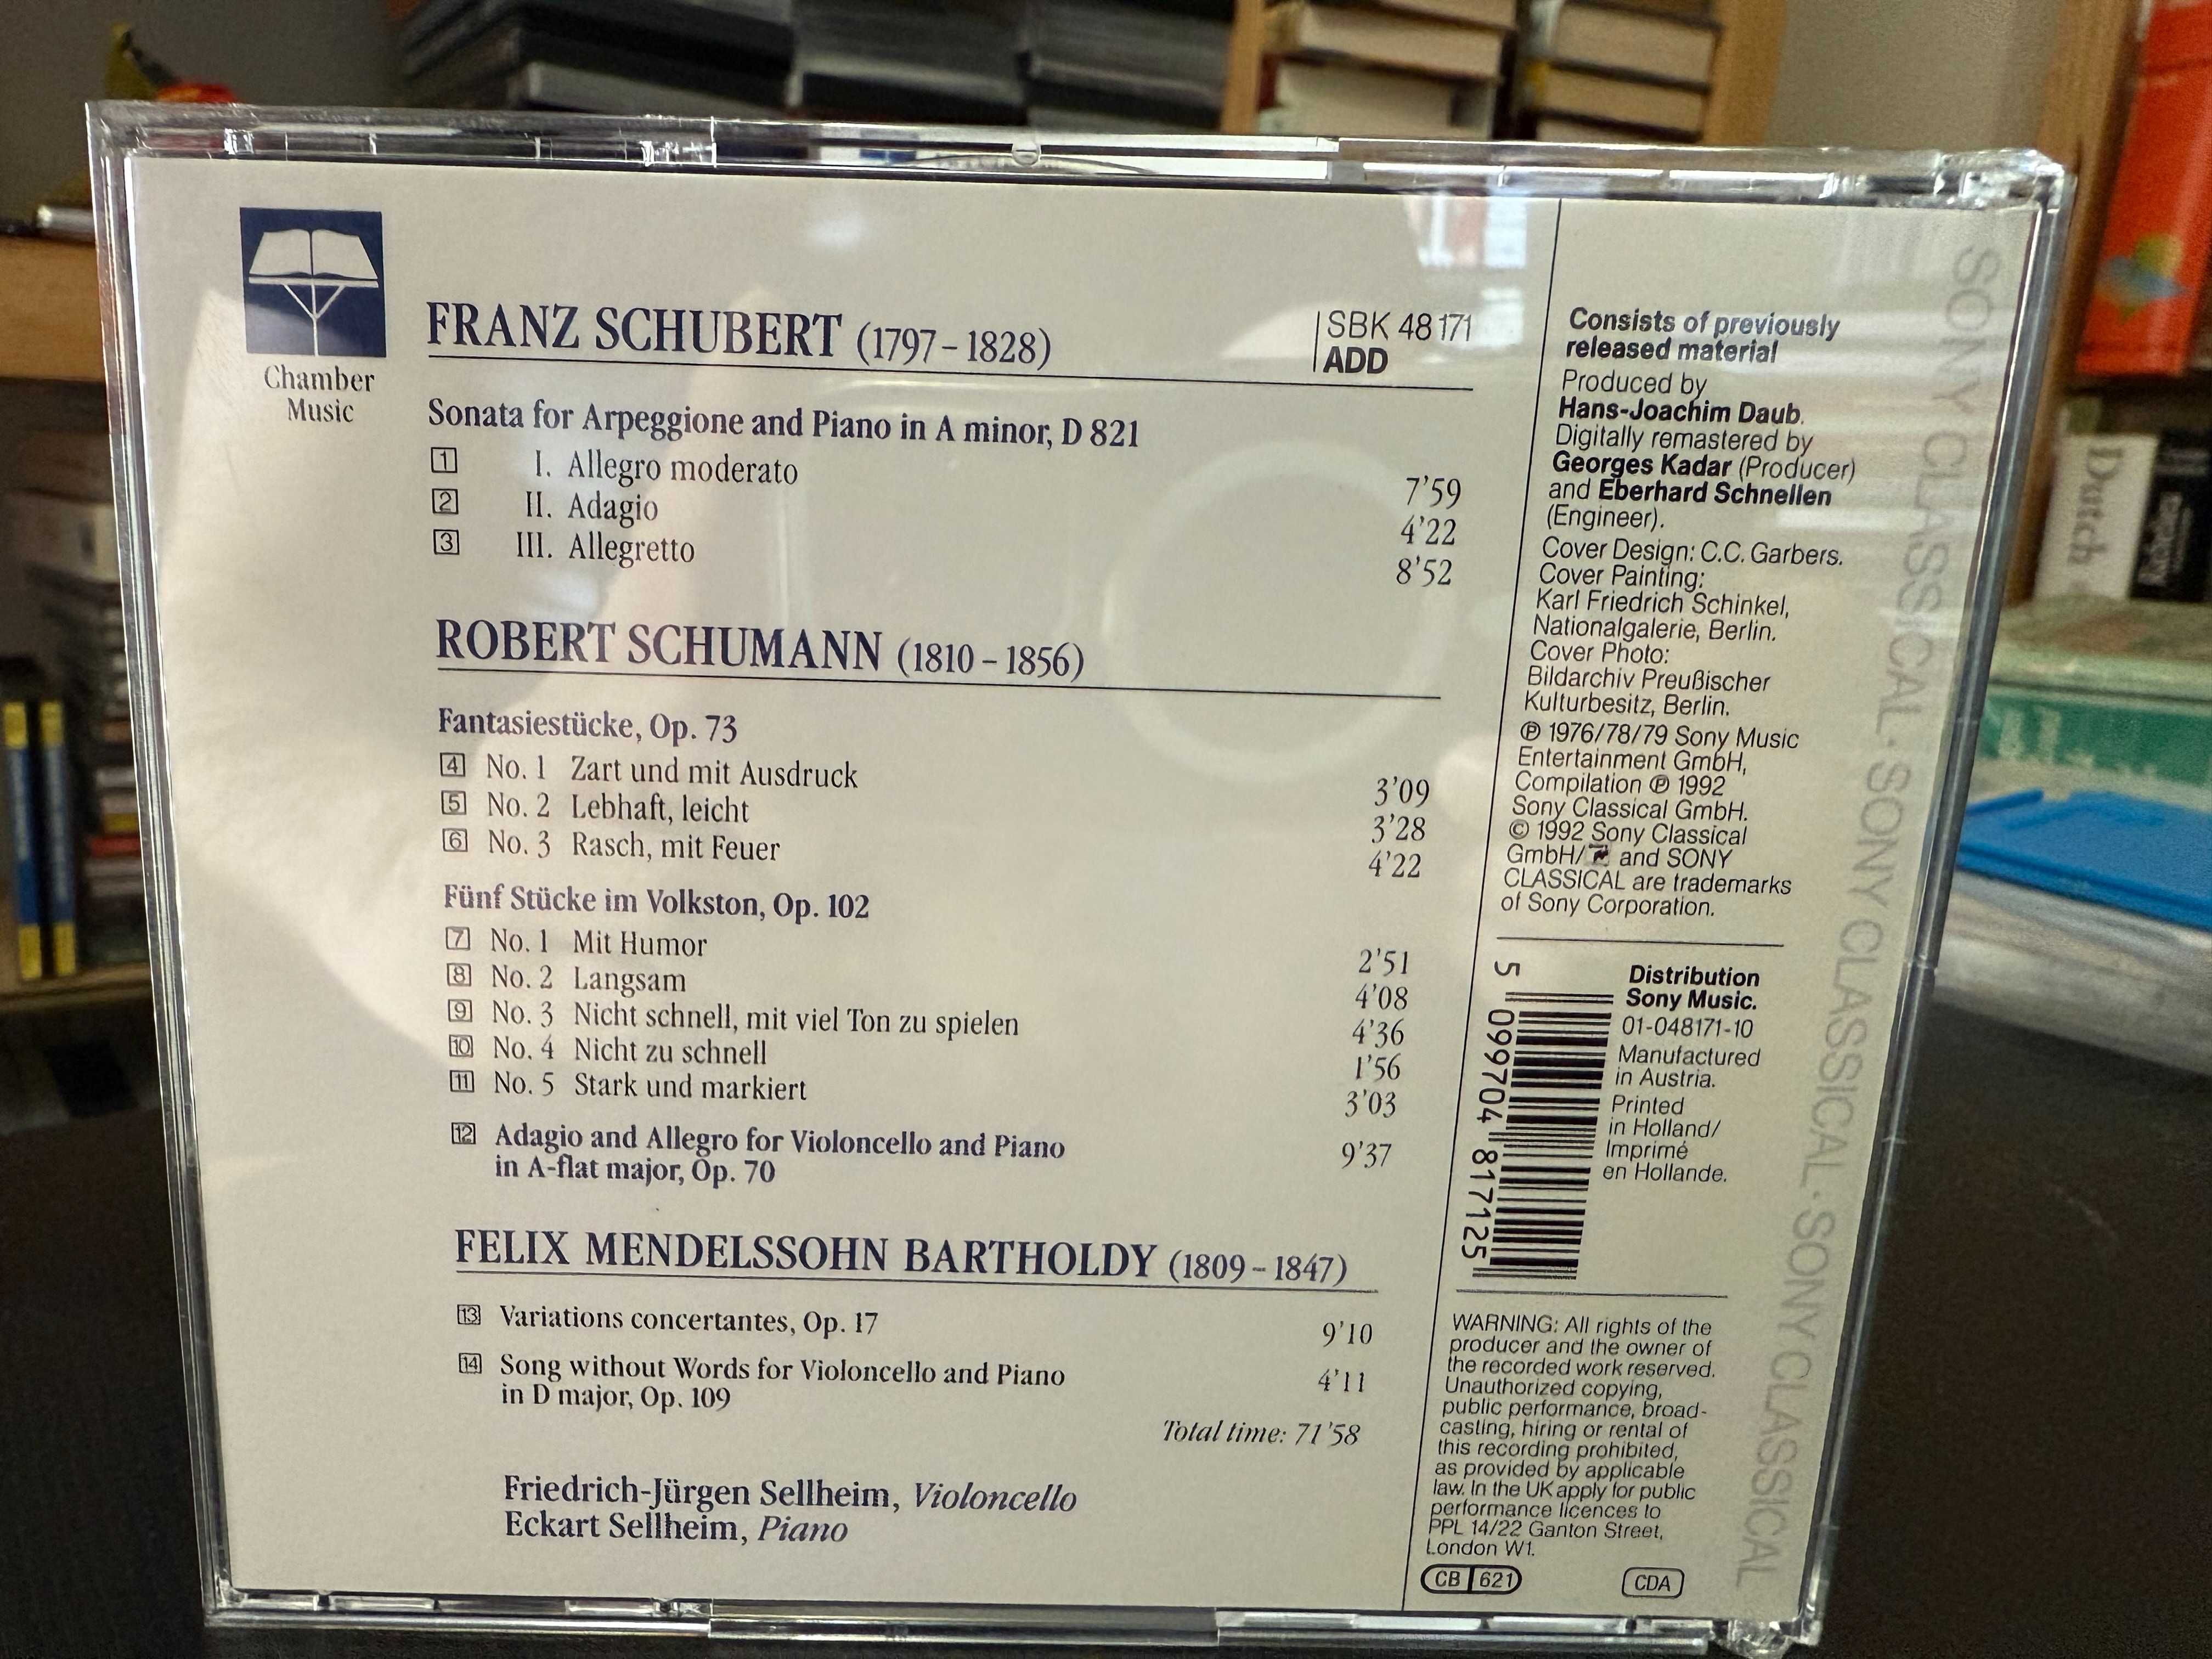 Chamber
Music
FRANZ SCHUBERT (1797–1828)
SBK 48171
ADD
Sonata for Arpeggione and Piano in A minor, D 821
1 I. Allegro moderato 7'59
2 II. Adagio 4'22
3 III. Allegretto 8'52
ROBERT SCHUMANN (1810–1856)
Fantasiestücke, Op. 73
4 No. 1 Zart und mit Ausdruck 3'09
5 No. 2 Lebhaft, leicht 3'28
6 No. 3 Rasch, mit Feuer 4'22
Fünf Stücke im Volkston, Op. 102
7 No. 1 Mit Humor 2'51
8 No. 2 Langsam 4'08
9 No. 3 Nicht schnell, mit viel Ton zu spielen 4'36
10 No. 4 Nicht zu schnell 1'56
11 No. 5 Stark und markiert 3'03
12 Adagio and Allegro for Violoncello and Piano 9'37
in A-flat major, Op. 70
FELIX MENDELSSOHN BARTHOLDY (1809–1847)
13 Variations concertantes, Op. 17 9'10
14 Song without Words for Violoncello and Piano 4'11
in D major, Op. 109
Total time: 71'58
Friedrich-Jürgen Sellheim, Violoncello
Eckart Sellheim, Piano
Consists of previously
released material
Produced by
Hans-Joachim Daub.
Digitally remastered by
Georges Kadar (Producer)
and Eberhard Schnellen
(Engineer).
Cover Design: C.C. Garbers.
Cover Painting:
Karl Friedrich Schinkel,
Nationalgalerie, Berlin.
Cover Photo:
Bildarchiv Preußischer
Kulturbesitz, Berlin.
℗ 1976/78/79 Sony Music
Entertainment GmbH,
Compilation ℗ 1992
Sony Classical GmbH.
© 1992 Sony Classical
GmbH/ and SONY
CLASSICAL are trademarks
of Sony Corporation.
5 099704 817125
Distribution
Sony Music.
01-048171-10
Manufactured
in Austria.
Printed
in Holland/
Imprimé
en Hollande.
WARNING: All rights of the
producer and the owner of
the recorded work reserved.
Unauthorized copying,
public performance, broad-
casting, hiring or rental of
this recording prohibited,
as provided by applicable
law. In the UK apply for public
performance licences to
PPL 14/22 Ganton Street,
London W1.
CB 621
CDA
SONY CLASSICAL · SONY CLASSICAL · SONY CLASSICAL
Dutch